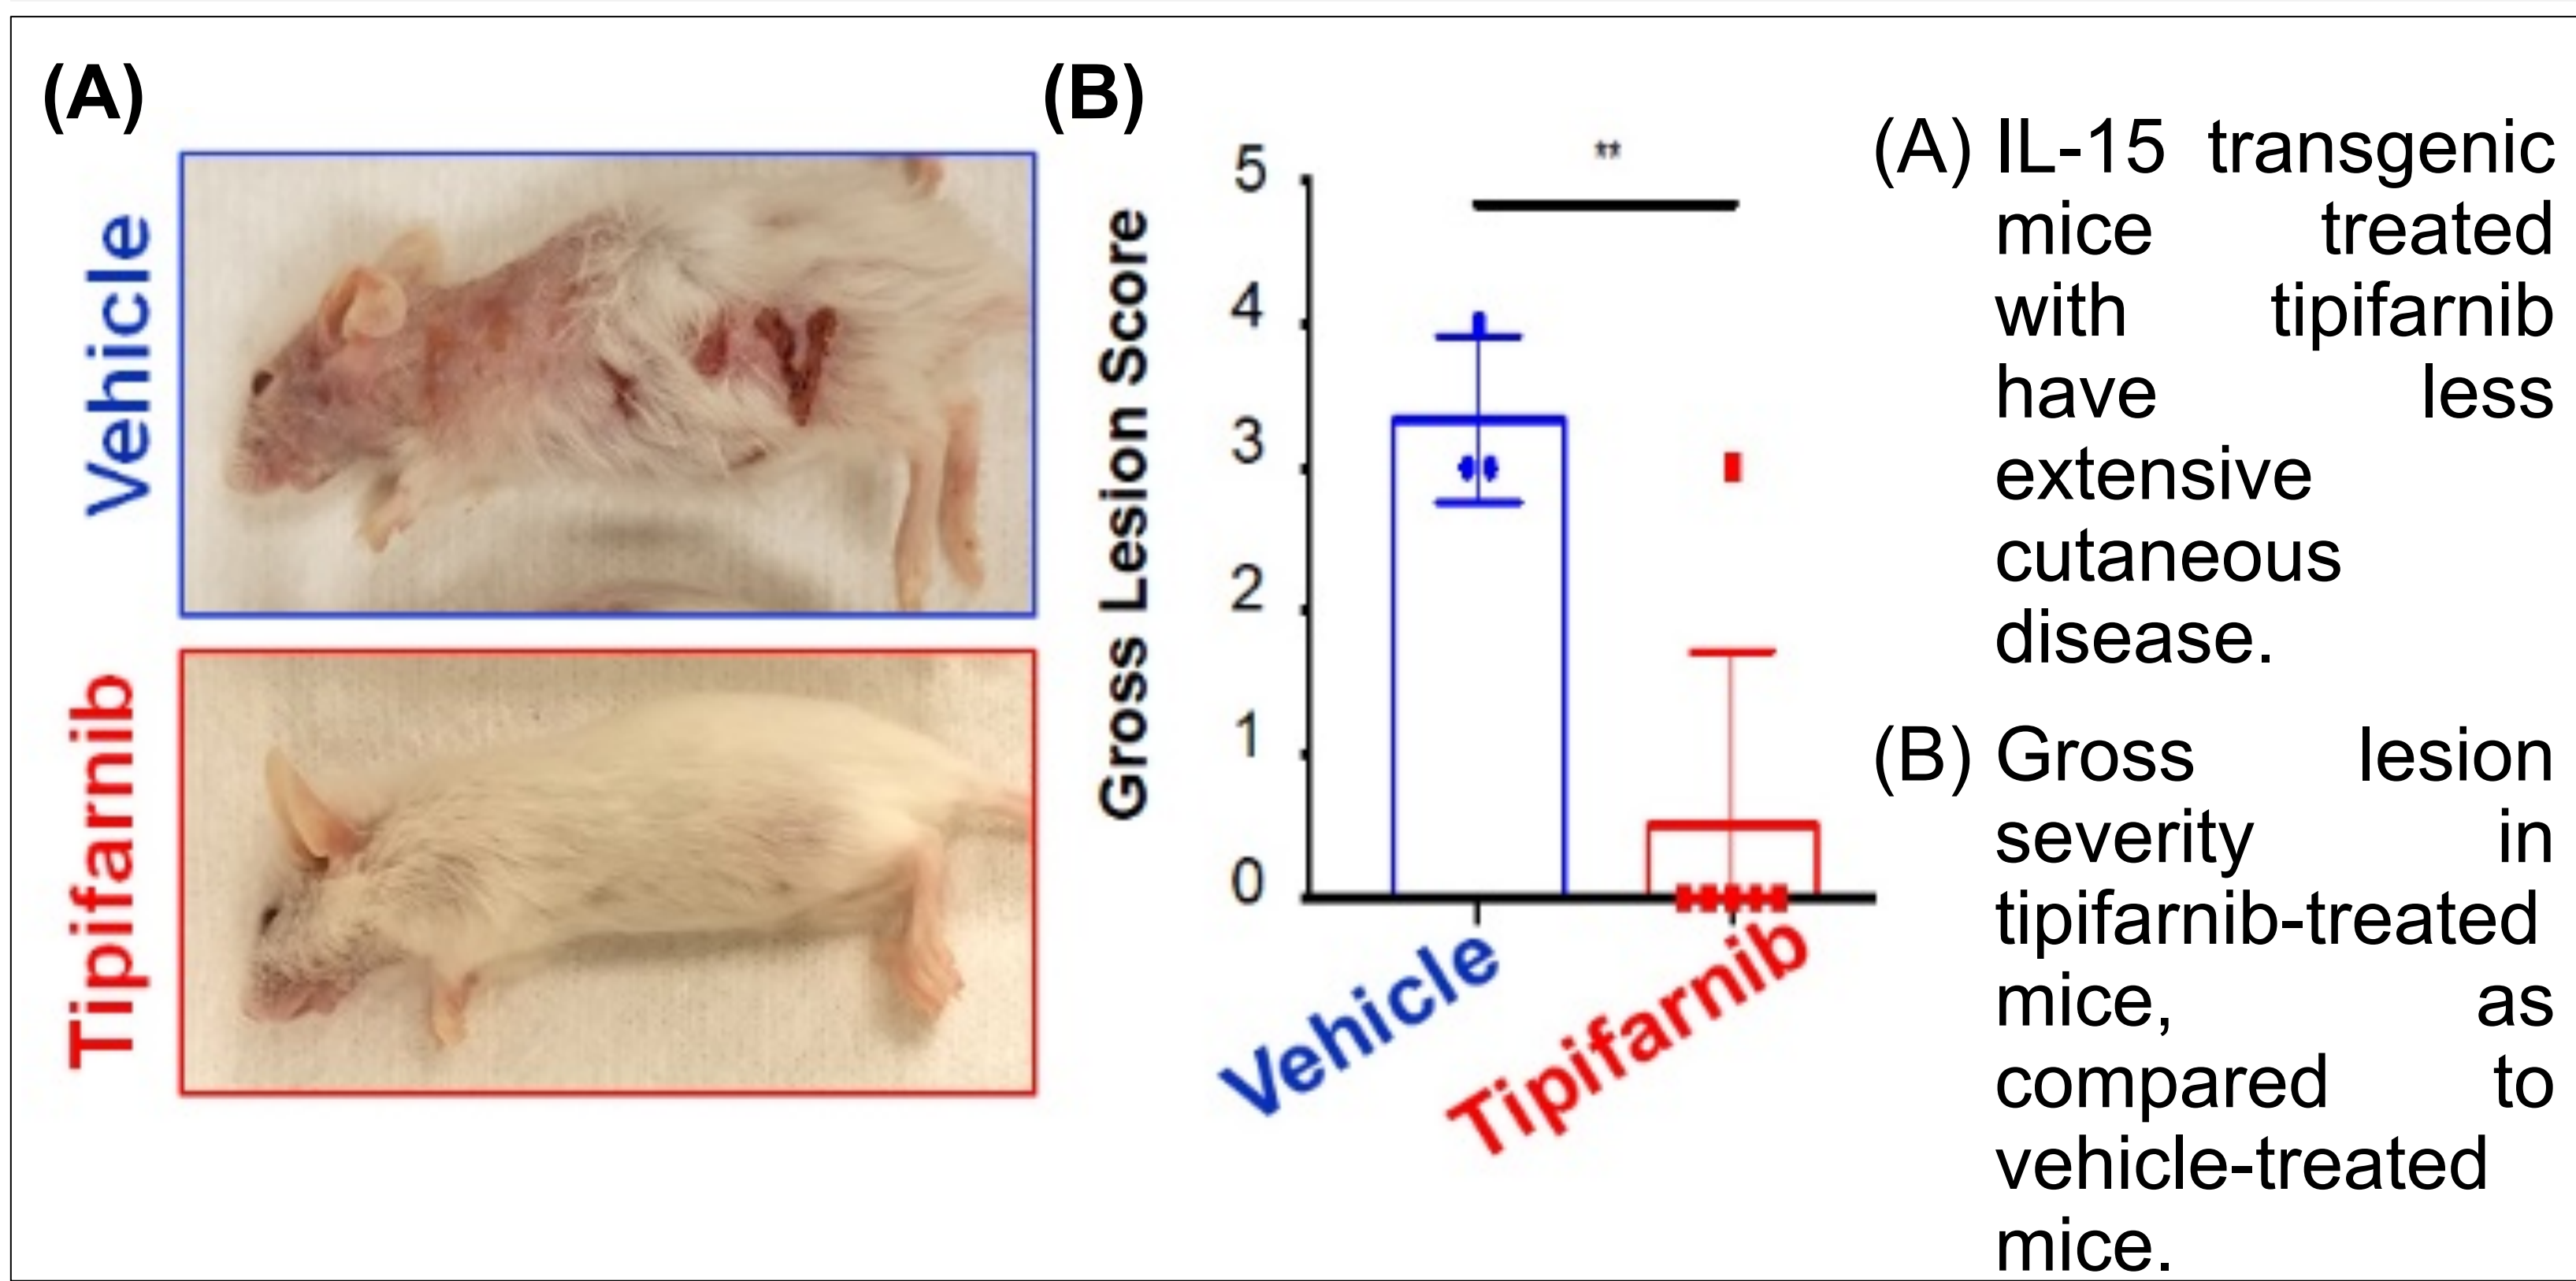 (A)
(B)
Vehicle
Tipifarnib
Gross Lesion Score
5
4
3
2
1
0
**
Vehicle
Tipifarnib
(A) IL-15 transgenic
mice treated
with tipifarnib
have less
extensive
cutaneous
disease.
(B) Gross lesion
severity in
tipifarnib-treated
mice, as
compared to
vehicle-treated
mice.